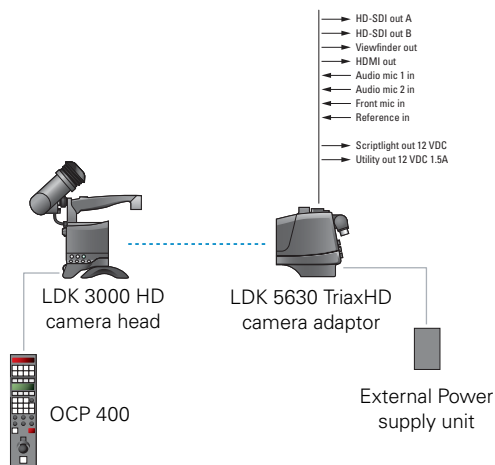 HD-SDI out A
HD-SDI out B
Viewfinder out
HDMI out
Audio mic 1 in
Audio mic 2 in
Front mic in
Reference in
Scriptlight out 12 VDC
Utility out 12 VDC 1.5A
LDK 3000 HD
camera head
LDK 5630 TriaxHD
camera adaptor
OCP 400
External Power
supply unit